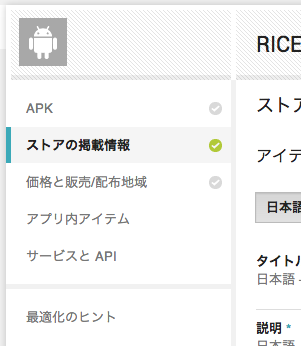 RICE
APK
ストアの掲載情報
価格と販売/配布地域
アプリ内アイテム
サービスと API
最適化のヒント
ストア
アイテ
日本語
タイトル
日本語 -
説明 *
日本語